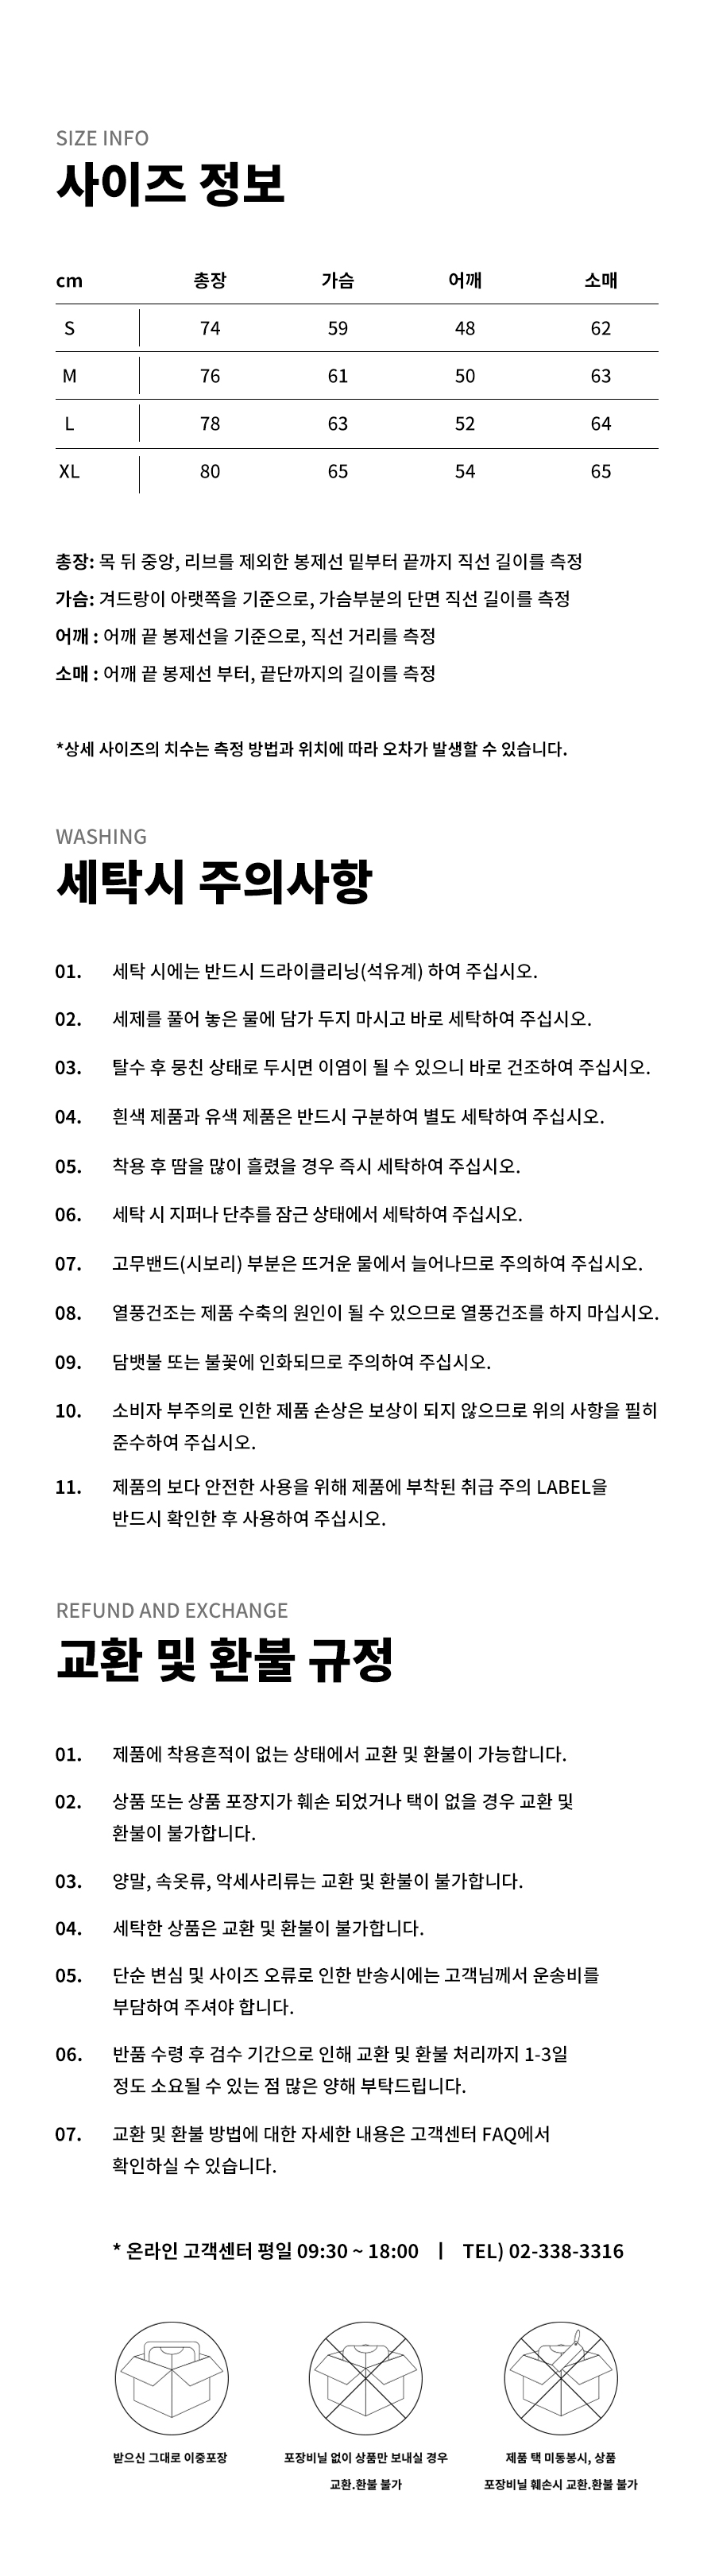 SIZE INFO
사이즈 정보
cm 총장 가슴 어깨 소매
S 74 59 48 62
M 76 61 50 63
L 78 63 52 64
XL 80 65 54 65
총장: 목 뒤 중앙, 리브를 제외한 봉제선 밑부터 끝까지 직선 길이를 측정
가슴: 겨드랑이 아랫쪽을 기준으로, 가슴부분의 단면 직선 길이를 측정
어깨 : 어깨 끝 봉제선을 기준으로, 직선 거리를 측정
소매 : 어깨 끝 봉제선 부터, 끝단까지의 길이를 측정
*상세 사이즈의 치수는 측정 방법과 위치에 따라 오차가 발생할 수 있습니다.
WASHING
세탁시 주의사항
01. 세탁 시에는 반드시 드라이클리닝(석유계) 하여 주십시오.
02. 세제를 풀어 놓은 물에 담가 두지 마시고 바로 세탁하여 주십시오.
03. 탈수 후 뭉친 상태로 두시면 이염이 될 수 있으니 바로 건조하여 주십시오.
04. 흰색 제품과 유색 제품은 반드시 구분하여 별도 세탁하여 주십시오.
05. 착용 후 땀을 많이 흘렸을 경우 즉시 세탁하여 주십시오.
06. 세탁 시 지퍼나 단추를 잠근 상태에서 세탁하여 주십시오.
07. 고무밴드(시보리) 부분은 뜨거운 물에서 늘어나므로 주의하여 주십시오.
08. 열풍건조는 제품 수축의 원인이 될 수 있으므로 열풍건조를 하지 마십시오.
09. 담뱃불 또는 불꽃에 인화되므로 주의하여 주십시오.
10. 소비자 부주의로 인한 제품 손상은 보상이 되지 않으므로 위의 사항을 필히
준수하여 주십시오.
11. 제품의 보다 안전한 사용을 위해 제품에 부착된 취급 주의 LABEL을
반드시 확인한 후 사용하여 주십시오.
REFUND AND EXCHANGE
교환 및 환불 규정
01. 제품에 착용흔적이 없는 상태에서 교환 및 환불이 가능합니다.
02. 상품 또는 상품 포장지가 훼손 되었거나 택이 없을 경우 교환 및
환불이 불가합니다.
03. 양말, 속옷류, 악세사리류는 교환 및 환불이 불가합니다.
04. 세탁한 상품은 교환 및 환불이 불가합니다.
05. 단순 변심 및 사이즈 오류로 인한 반송시에는 고객님께서 운송비를
부담하여 주셔야 합니다.
06. 반품 수령 후 검수 기간으로 인해 교환 및 환불 처리까지 1-3일
정도 소요될 수 있는 점 많은 양해 부탁드립니다.
07. 교환 및 환불 방법에 대한 자세한 내용은 고객센터 FAQ에서
확인하실 수 있습니다.
* 온라인 고객센터 평일 09:30 ~ 18:00 | TEL) 02-338-3316
받으신 그대로 이중포장
포장비닐 없이 상품만 보내실 경우
교환.환불 불가
제품 택 미동봉시, 상품
포장비닐 훼손시 교환.환불 불가